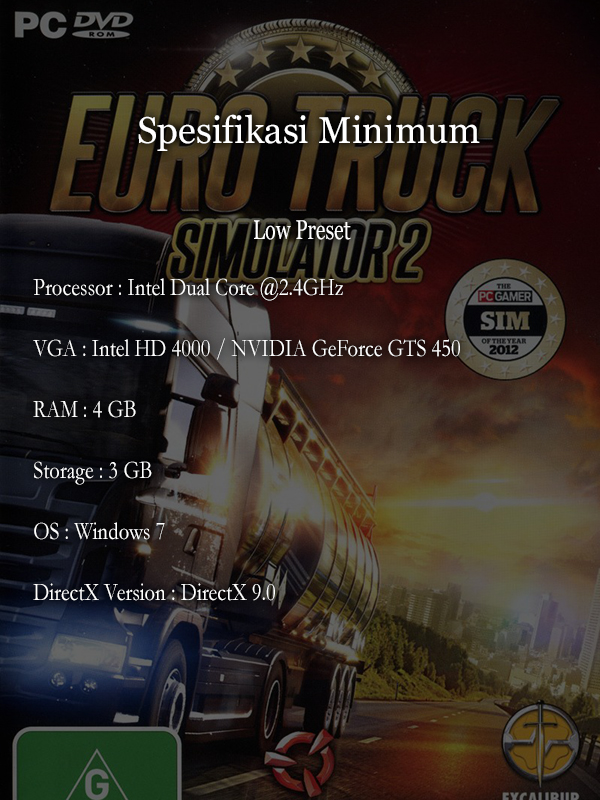 PC DVD
ROM
EURO TRUCK
Spesifikasi Minimum
SIMULATOR 2
Low Preset
Processor : Intel Dual Core @2.4GHz
THE
PC GAMER
SIM
OF THE YEAR
2012
VGA : Intel HD 4000 / NVIDIA GeForce GTS 450
RAM : 4 GB
Storage : 3 GB
OS : Windows 7
DirectX Version : DirectX 9.0
G
EXCALIBUR